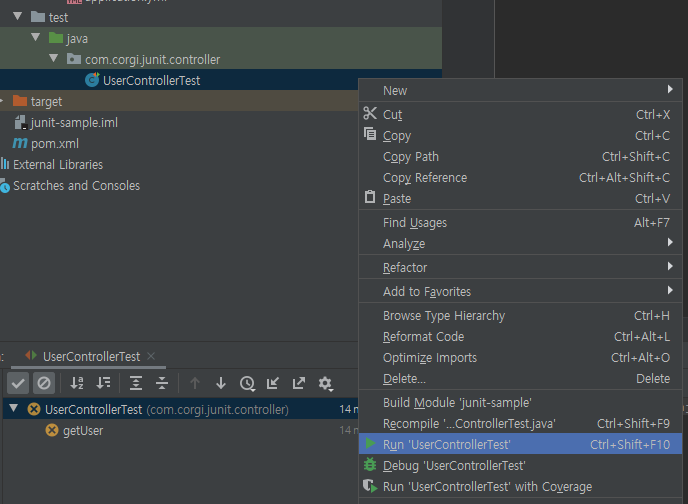 application.yml
test
java
com.corgi.junit.controller
UserControllerTest
target
junit-sample.iml
pom.xml
External Libraries
Scratches and Consoles
New
Cut Ctrl+X
Copy Ctrl+C
Copy Path Ctrl+Shift+C
Copy Reference Ctrl+Alt+Shift+C
Paste Ctrl+V
Find Usages Alt+F7
Analyze
Refactor
Add to Favorites
Browse Type Hierarchy Ctrl+H
Reformat Code Ctrl+Alt+L
Optimize Imports Ctrl+Alt+O
Delete... Delete
Build Module 'junit-sample'
Recompile '...ControllerTest.java' Ctrl+Shift+F9
Run 'UserControllerTest' Ctrl+Shift+F10
Debug 'UserControllerTest'
Run 'UserControllerTest' with Coverage
: UserControllerTest
UserControllerTest (com.corgi.junit.controller) 14 m
getUser 14 m